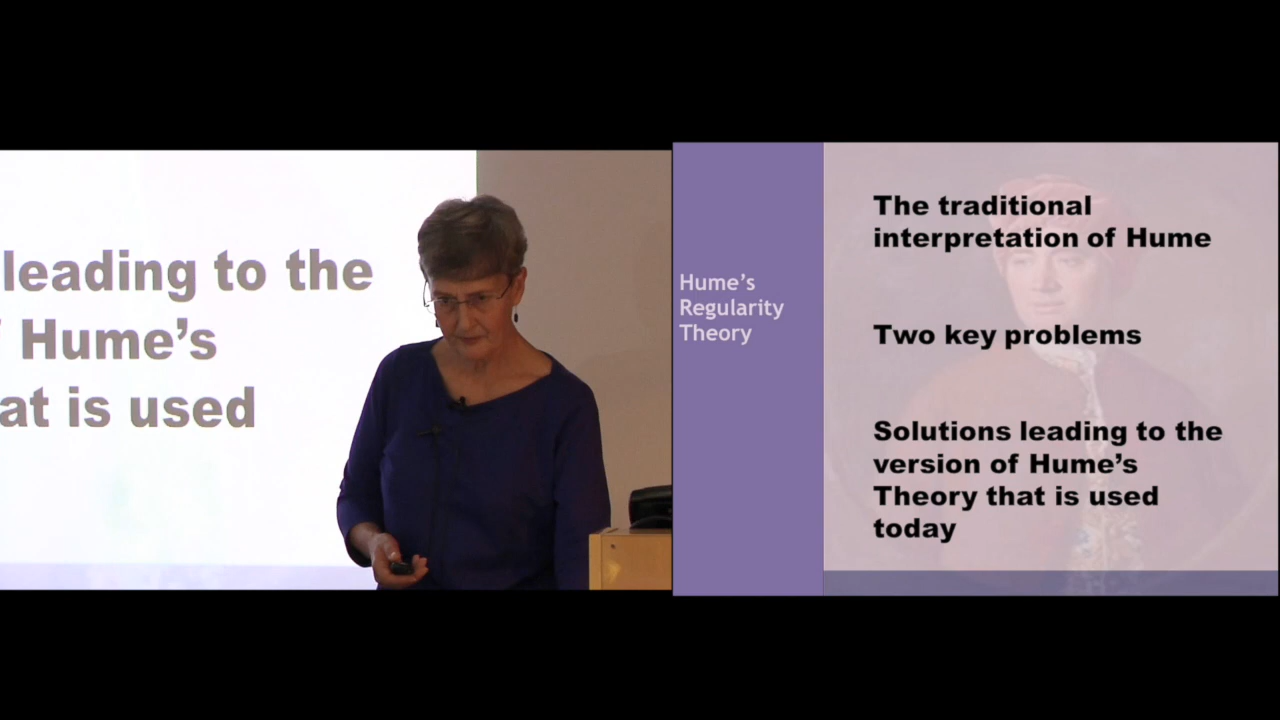 leading to the
Hume's
at is used
Hume's
Regularity
Theory
The traditional
interpretation of Hume
Two key problems
Solutions leading to the
version of Hume's
Theory that is used
today